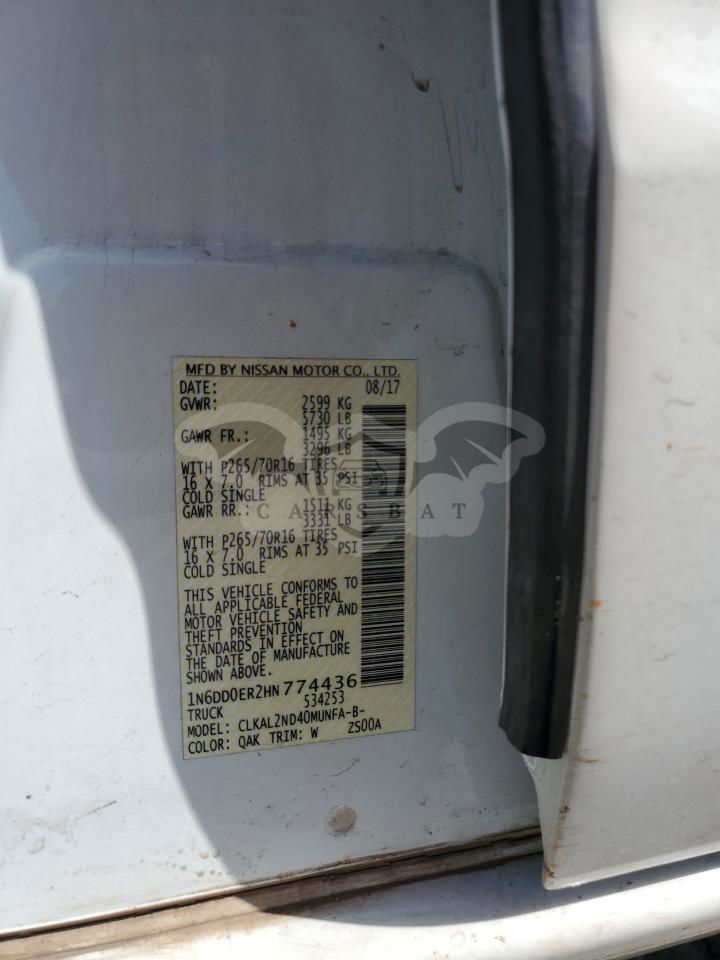 MFD BY NISSAN MOTOR CO., LTD.
DATE: 08/17
GVWR: 2599 KG
5730 LB
GAWR FR.: 1495 KG
3296 LB
WITH P265/70R16 TIRES
16 X 7.0 RIMS AT 35 PSI
COLD SINGLE
GAWR RR.: 1511 KG
3331 LB
WITH P265/70R16 TIRES
16 X 7.0 RIMS AT 35 PSI
COLD SINGLE
THIS VEHICLE CONFORMS TO
ALL APPLICABLE FEDERAL
MOTOR VEHICLE SAFETY AND
THEFT PREVENTION
STANDARDS IN EFFECT ON
THE DATE OF MANUFACTURE
SHOWN ABOVE.
1N6DD0ER2HN774436
TRUCK 534253
MODEL: CLKAL2ND40MUNFA-B-
COLOR: QAK TRIM: W ZS00A
CARSBAT